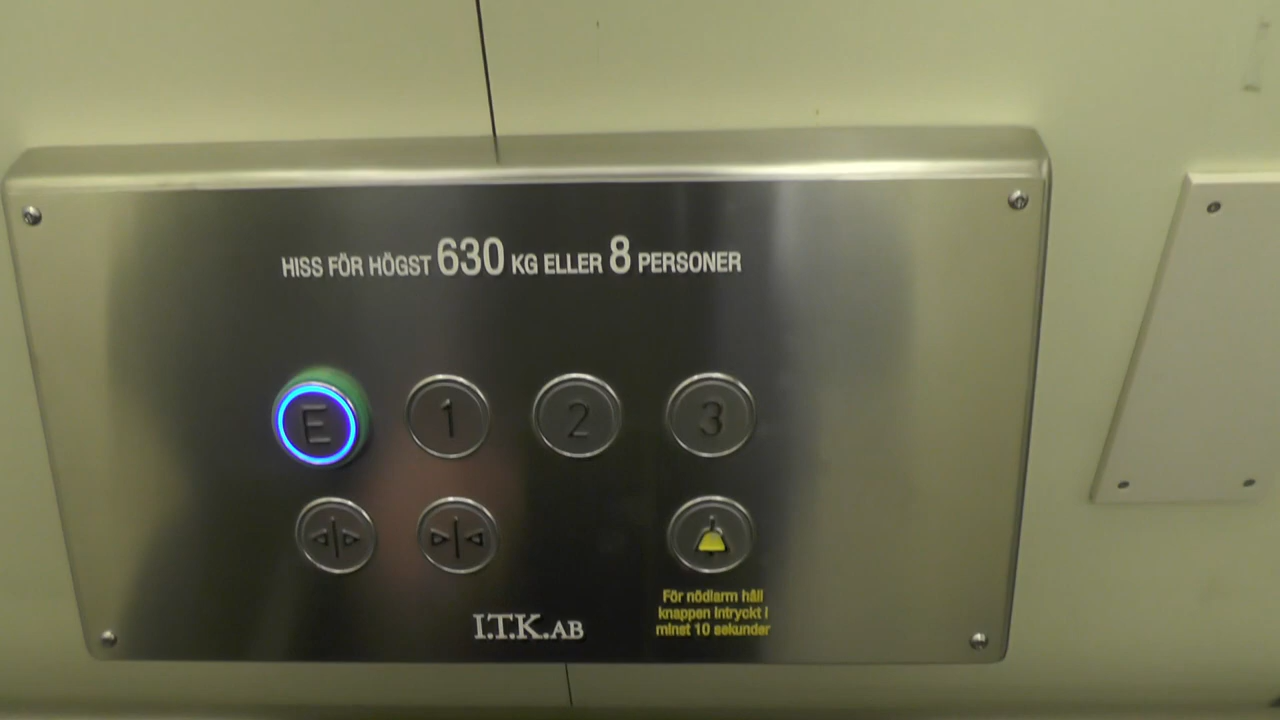 HISS FÖR HÖGST 630 KG ELLER 8 PERSONER
E 1 2 3
För nödlarm håll
knappen intryckt i
minst 10 sekunder
I.T.K.AB